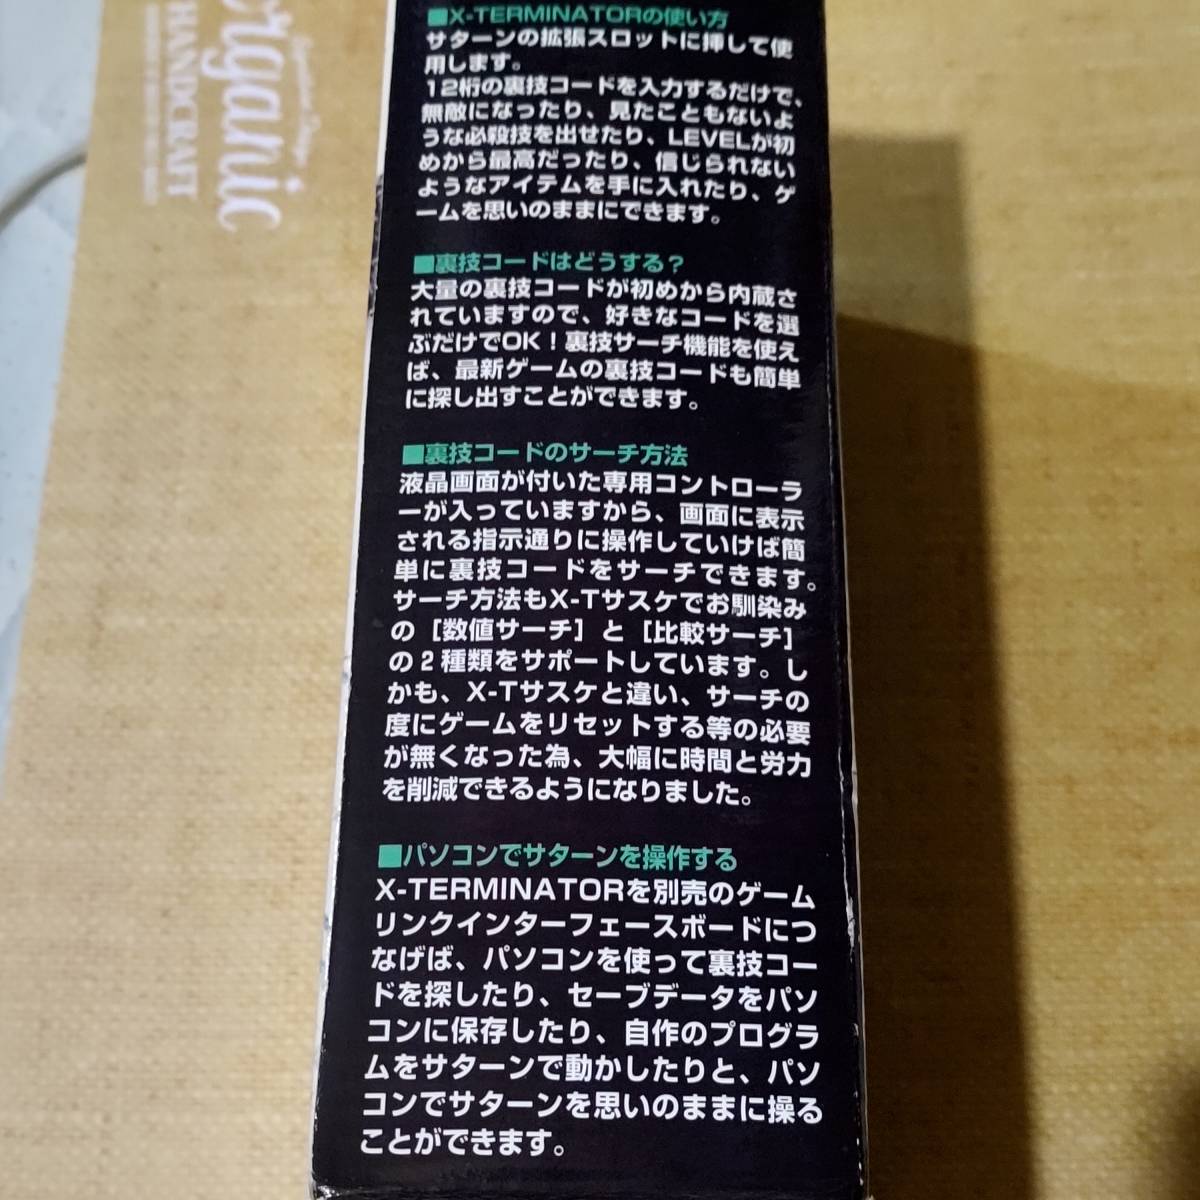 ■X-TERMINATORの使い方
サターンの拡張スロットに挿して使
用します。
12桁の裏技コードを入力するだけで、
無敵になったり、見たこともないよ
うな必殺技を出せたり、LEVELが初
めから最高だったり、信じられない
ようなアイテムを手に入れたり、ゲ
ームを思いのままにできます。
■裏技コードはどうする？
大量の裏技コードが初めから内蔵さ
れていますので、好きなコードを選
ぶだけでOK！裏技サーチ機能を使え
ば、最新ゲームの裏技コードも簡単
に探し出すことができます。
■裏技コードのサーチ方法
液晶画面が付いた専用コントローラ
ーが入っていますから、画面に表示
される指示通りに操作していけば簡
単に裏技コードをサーチできます。
サーチ方法もX-Tサスケでお馴染み
の［数値サーチ］と［比較サーチ］
の２種類をサポートしています。し
かも、X-Tサスケと違い、サーチの
度にゲームをリセットする等の必要
が無くなった為、大幅に時間と労力
を削減できるようになりました。
■パソコンでサターンを操作する
X-TERMINATORを別売のゲーム
リンクインターフェースボードにつ
なげば、パソコンを使って裏技コー
ドを探したり、セーブデータをパソ
コンに保存したり、自作のプログラ
ムをサターンで動かしたりと、パソ
コンでサターンを思いのままに操る
ことができます。
HANDCRAFT